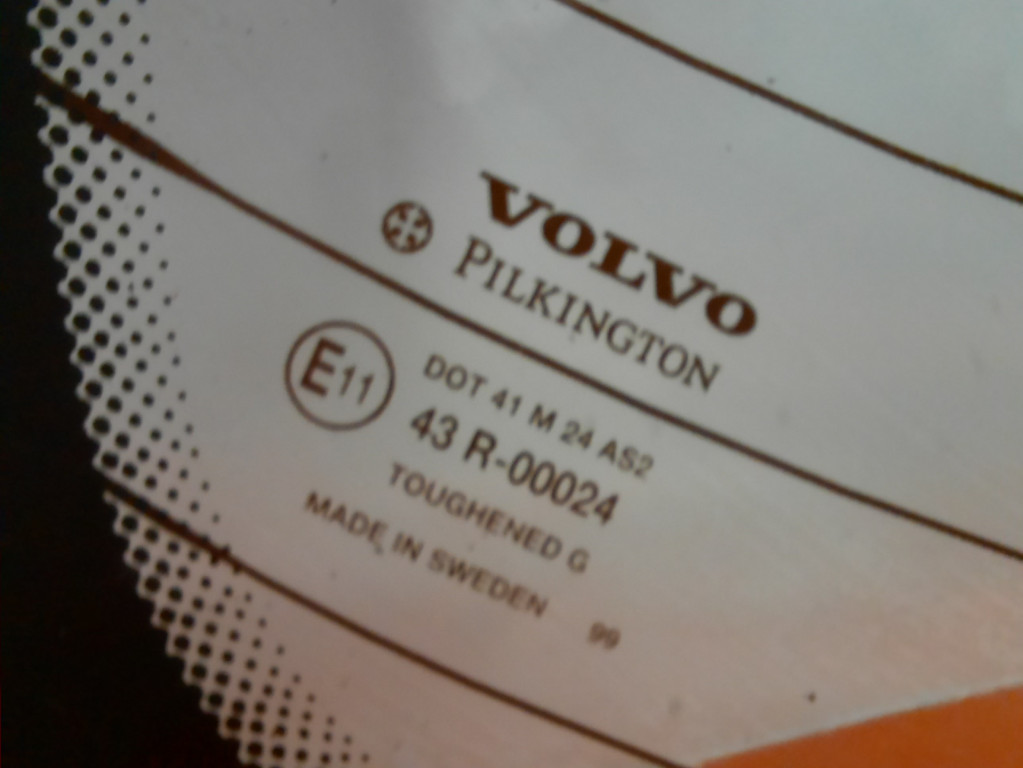 VOLVO
PILKINGTON
E11
DOT 41 M 24 AS2
43 R-00024
TOUGHENED G
MADE IN SWEDEN 99